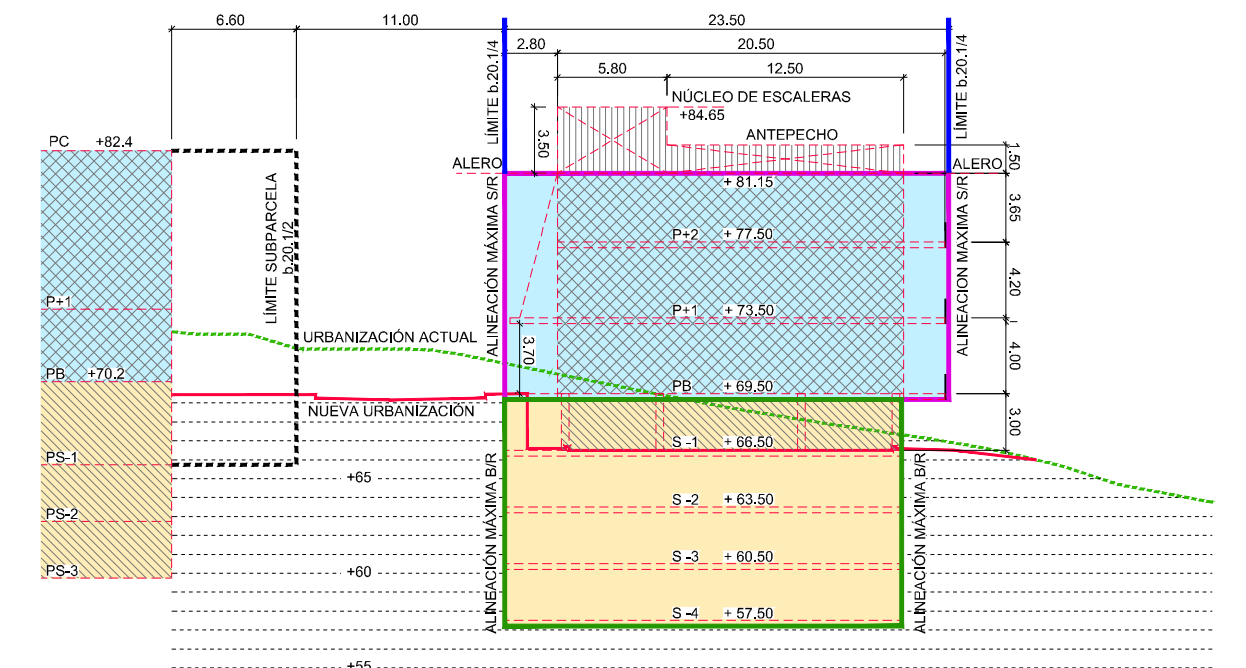 6.60
11.00
23.50
2.80
20.50
5.80
12.50
LÍMITE b.20.1/4
LÍMITE b.20.1/4
NÚCLEO DE ESCALERAS
+84.65
3.50
ANTEPECHO
1.50
PC +82.4
ALERO
ALERO
+ 81.15
3.65
LÍMITE SUBPARCELA
b.20.1/2
ALINEACIÓN MÁXIMA S/R
ALINEACION MÁXIMA S/R
P+2 + 77.50
4.20
P+1
P+1 + 73.50
URBANIZACIÓN ACTUAL
3.70
4.00
PB +70.2
PB + 69.50
NUEVA URBANIZACIÓN
3.00
S -1 + 66.50
PS-1
+65
ALINEACIÓN MÁXIMA B/R
ALINEACIÓN MÁXIMA B/R
S -2 + 63.50
PS-2
S -3 + 60.50
PS-3
+60
S -4 + 57.50
+55